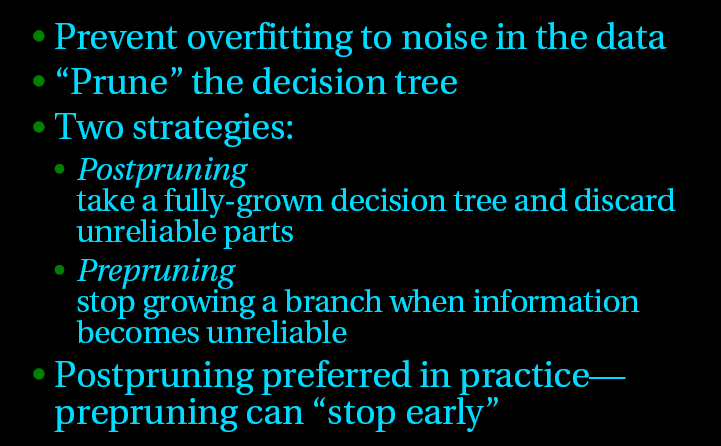 • Prevent overfitting to noise in the data
• “Prune” the decision tree
• Two strategies:
• Postpruning
take a fully-grown decision tree and discard
unreliable parts
• Prepruning
stop growing a branch when information
becomes unreliable
• Postpruning preferred in practice—
prepruning can “stop early”